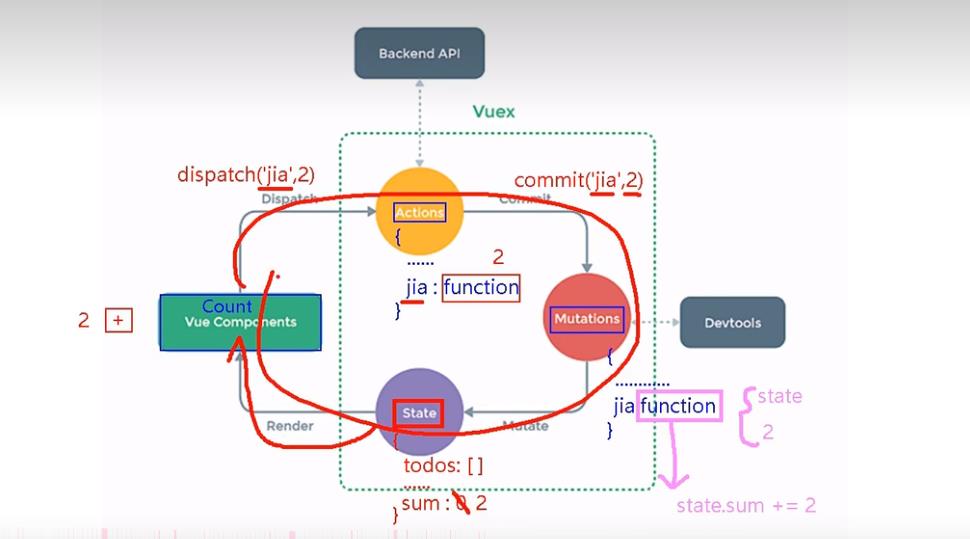 Backend API
Vuex
dispatch('jia',2)
commit('jia',2)
Dispatch
Commit
Actions
{
......
2
jia : function
}
Count
2 +
Vue Components
Mutations
Devtools
{
............
jia function
}
state
2
State
Render
Mutate
{
todos: [ ]
......
sum : 0 2
}
state.sum += 2